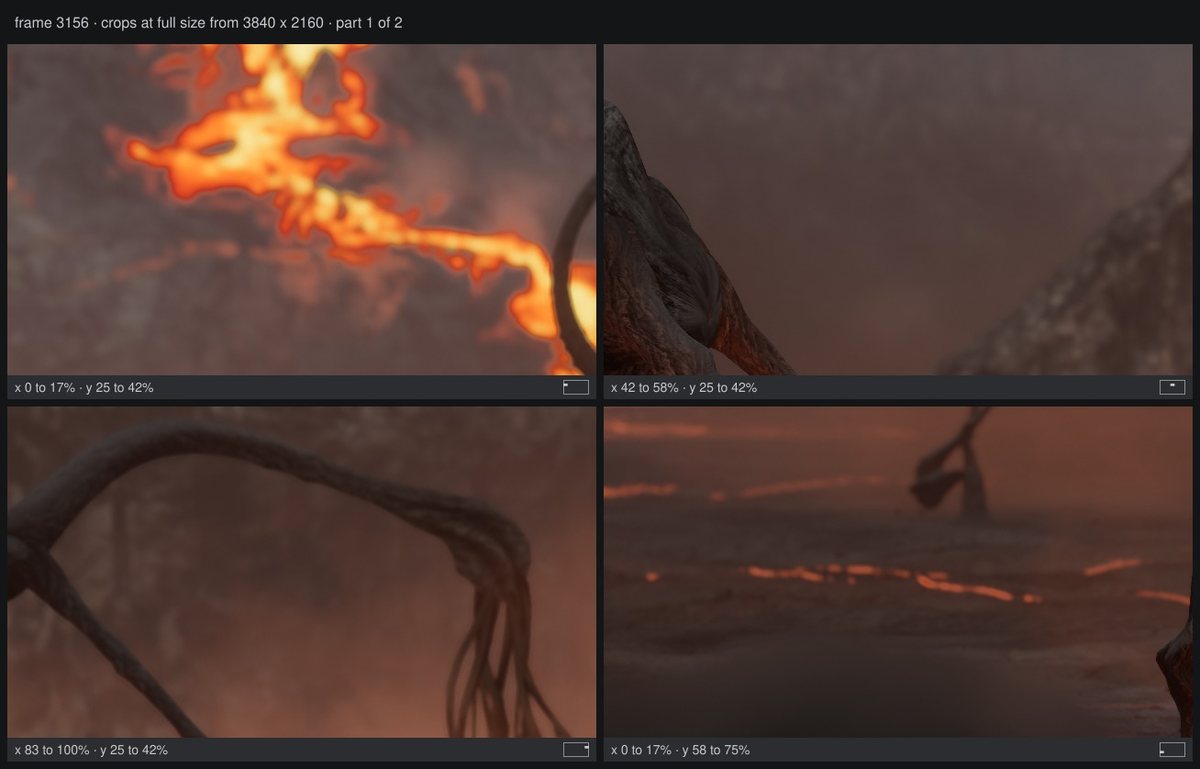 frame 3156 · crops at full size from 3840 x 2160 · part 1 of 2
x 0 to 17% · y 25 to 42%
x 42 to 58% · y 25 to 42%
x 83 to 100% · y 25 to 42%
x 0 to 17% · y 58 to 75%